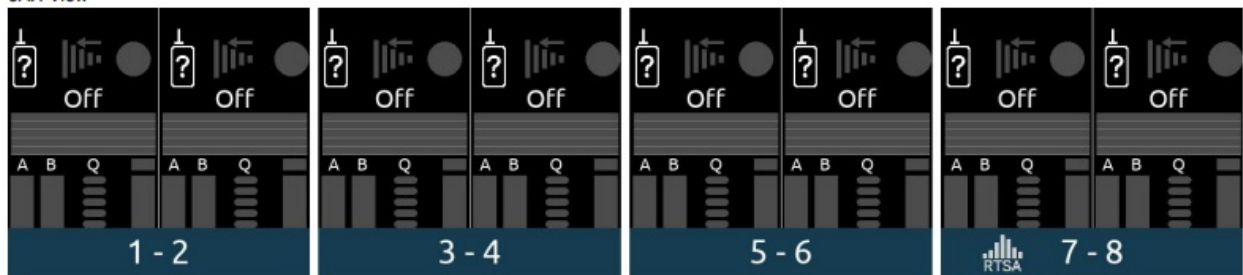 ? ? ? ? ? ? ? ?
Off Off Off Off Off Off Off Off
A B Q A B Q A B Q A B Q A B Q A B Q A B Q A B Q
1 - 2 3 - 4 5 - 6 RTSA 7 - 8